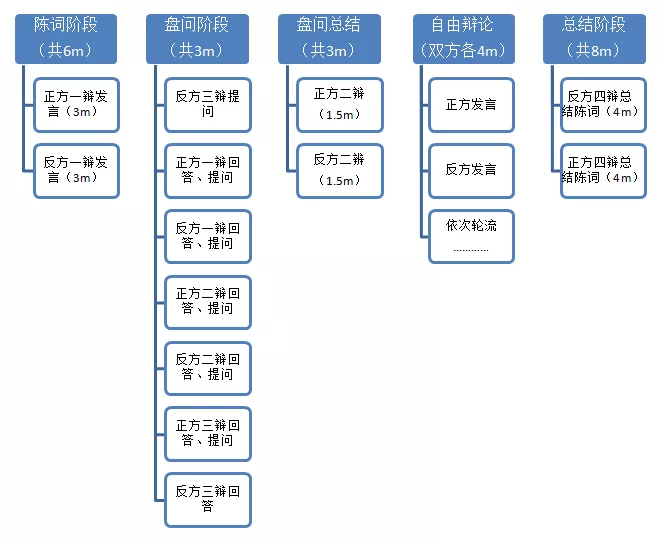 陈词阶段
（共6m）
正方一辩发
言（3m）
反方一辩发
言（3m）
盘问阶段
（共3m）
反方三辩提
问
正方一辩回
答、提问
反方一辩回
答、提问
正方二辩回
答、提问
反方二辩回
答、提问
正方三辩回
答、提问
反方三辩回
答
盘问总结
（共3m）
正方二辩
（1.5m）
反方二辩
（1.5m）
自由辩论
（双方各4m）
正方发言
反方发言
依次轮流
…………
总结阶段
（共8m）
反方四辩总
结陈词（4m）
正方四辩总
结陈词（4m）